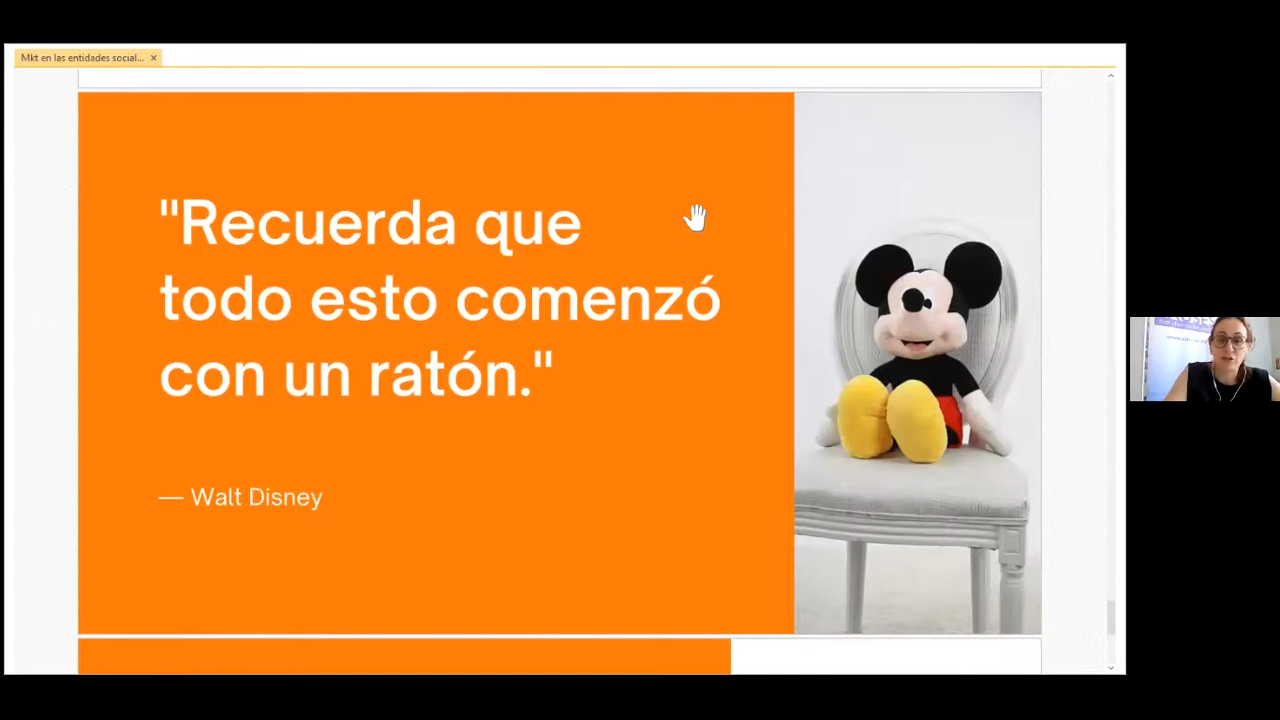 Mkt en las entidades social...
"Recuerda que
todo esto comenzó
con un ratón."
— Walt Disney